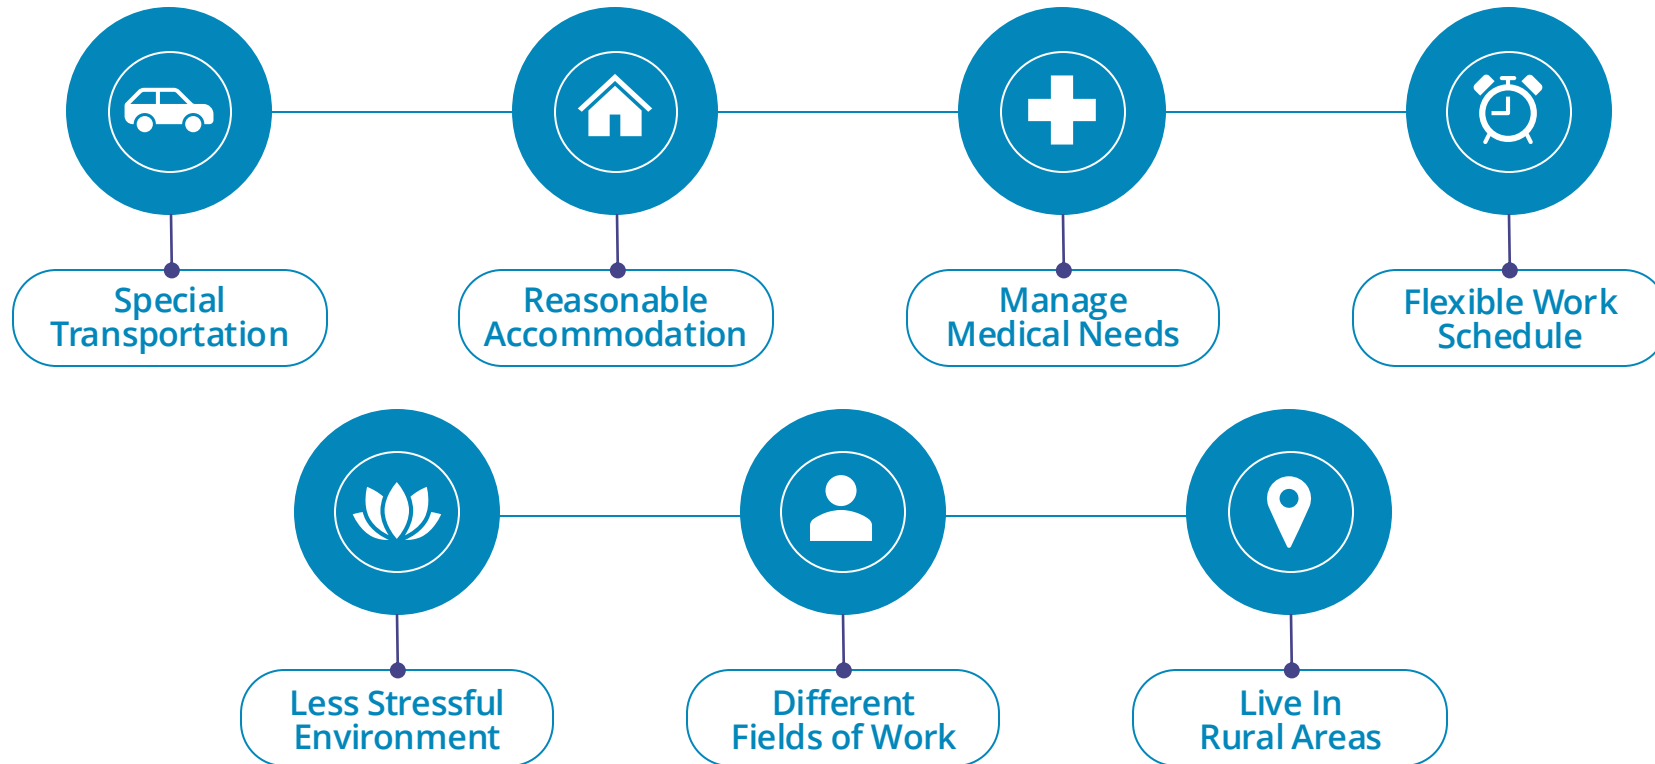 Special
Transportation
Reasonable
Accommodation
Manage
Medical Needs
Flexible Work
Schedule
Less Stressful
Environment
Different
Fields of Work
Live In
Rural Areas